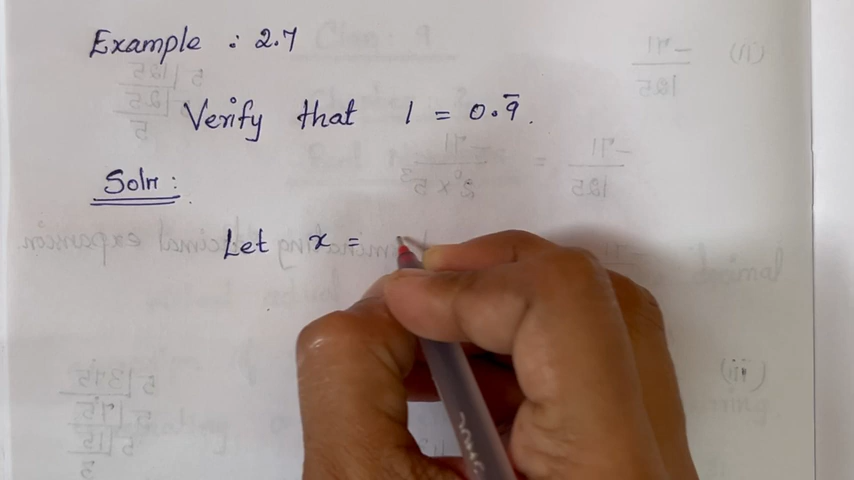 Example : 2.7
Verify that 1 = 0.9̄.
Soln :
Let x =